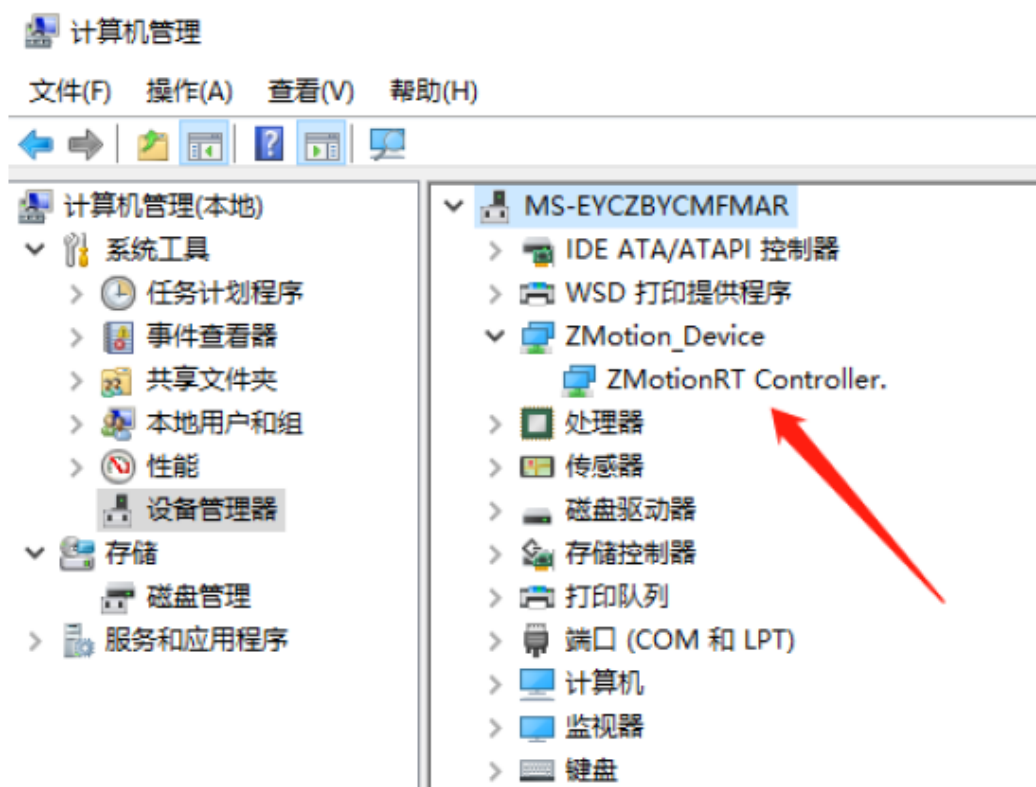 计算机管理
文件(F) 操作(A) 查看(V) 帮助(H)
计算机管理(本地)
系统工具
任务计划程序
事件查看器
共享文件夹
本地用户和组
性能
设备管理器
存储
磁盘管理
服务和应用程序
MS-EYCZBYCMFMAR
IDE ATA/ATAPI 控制器
WSD 打印提供程序
ZMotion_Device
ZMotionRT Controller.
处理器
传感器
磁盘驱动器
存储控制器
打印队列
端口 (COM 和 LPT)
计算机
监视器
键盘